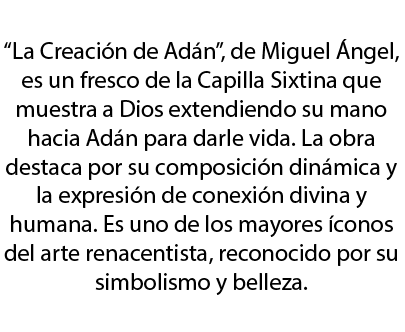 “La Creación de Adán”, de Miguel Ángel,
es un fresco de la Capilla Sixtina que
muestra a Dios extendiendo su mano
hacia Adán para darle vida. La obra
destaca por su composición dinámica y
la expresión de conexión divina y
humana. Es uno de los mayores íconos
del arte renacentista, reconocido por su
simbolismo y belleza.